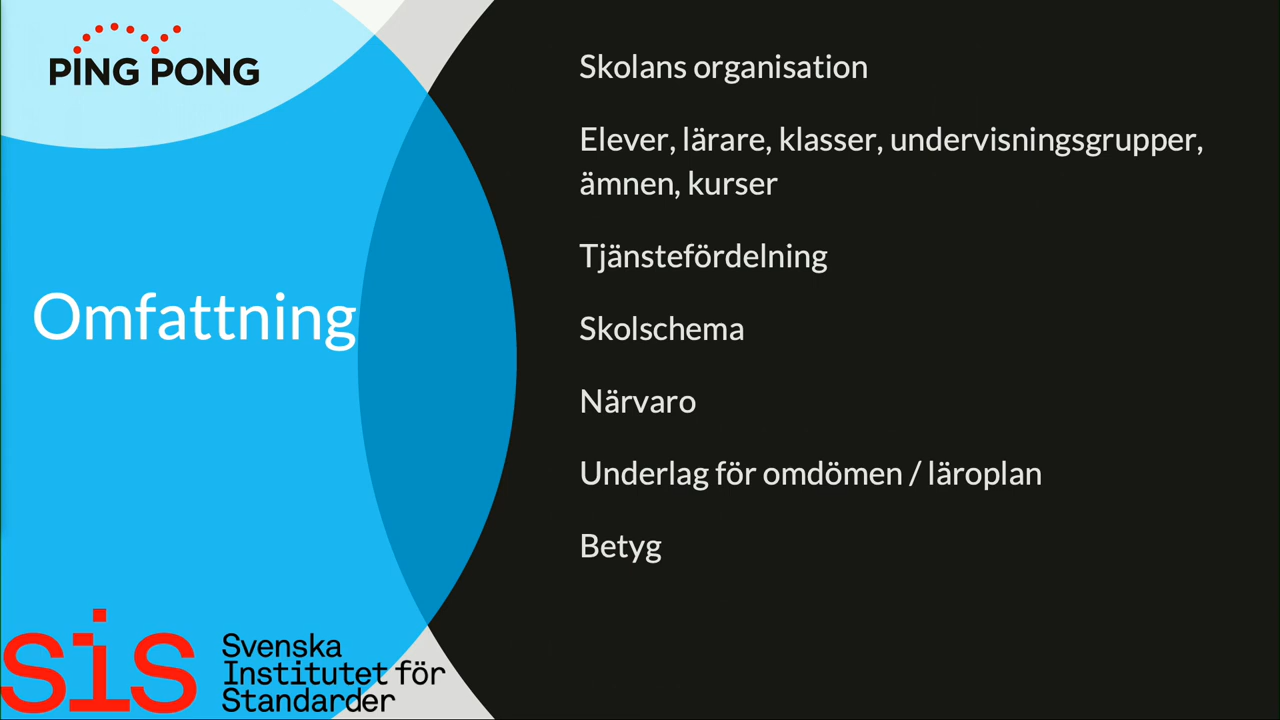 PING PONG
Omfattning
Skolans organisation
Elever, lärare, klasser, undervisningsgrupper,
ämnen, kurser
Tjänstefördelning
Skolschema
Närvaro
Underlag för omdömen / läroplan
Betyg
sis
Svenska
Institutet för
Standarder